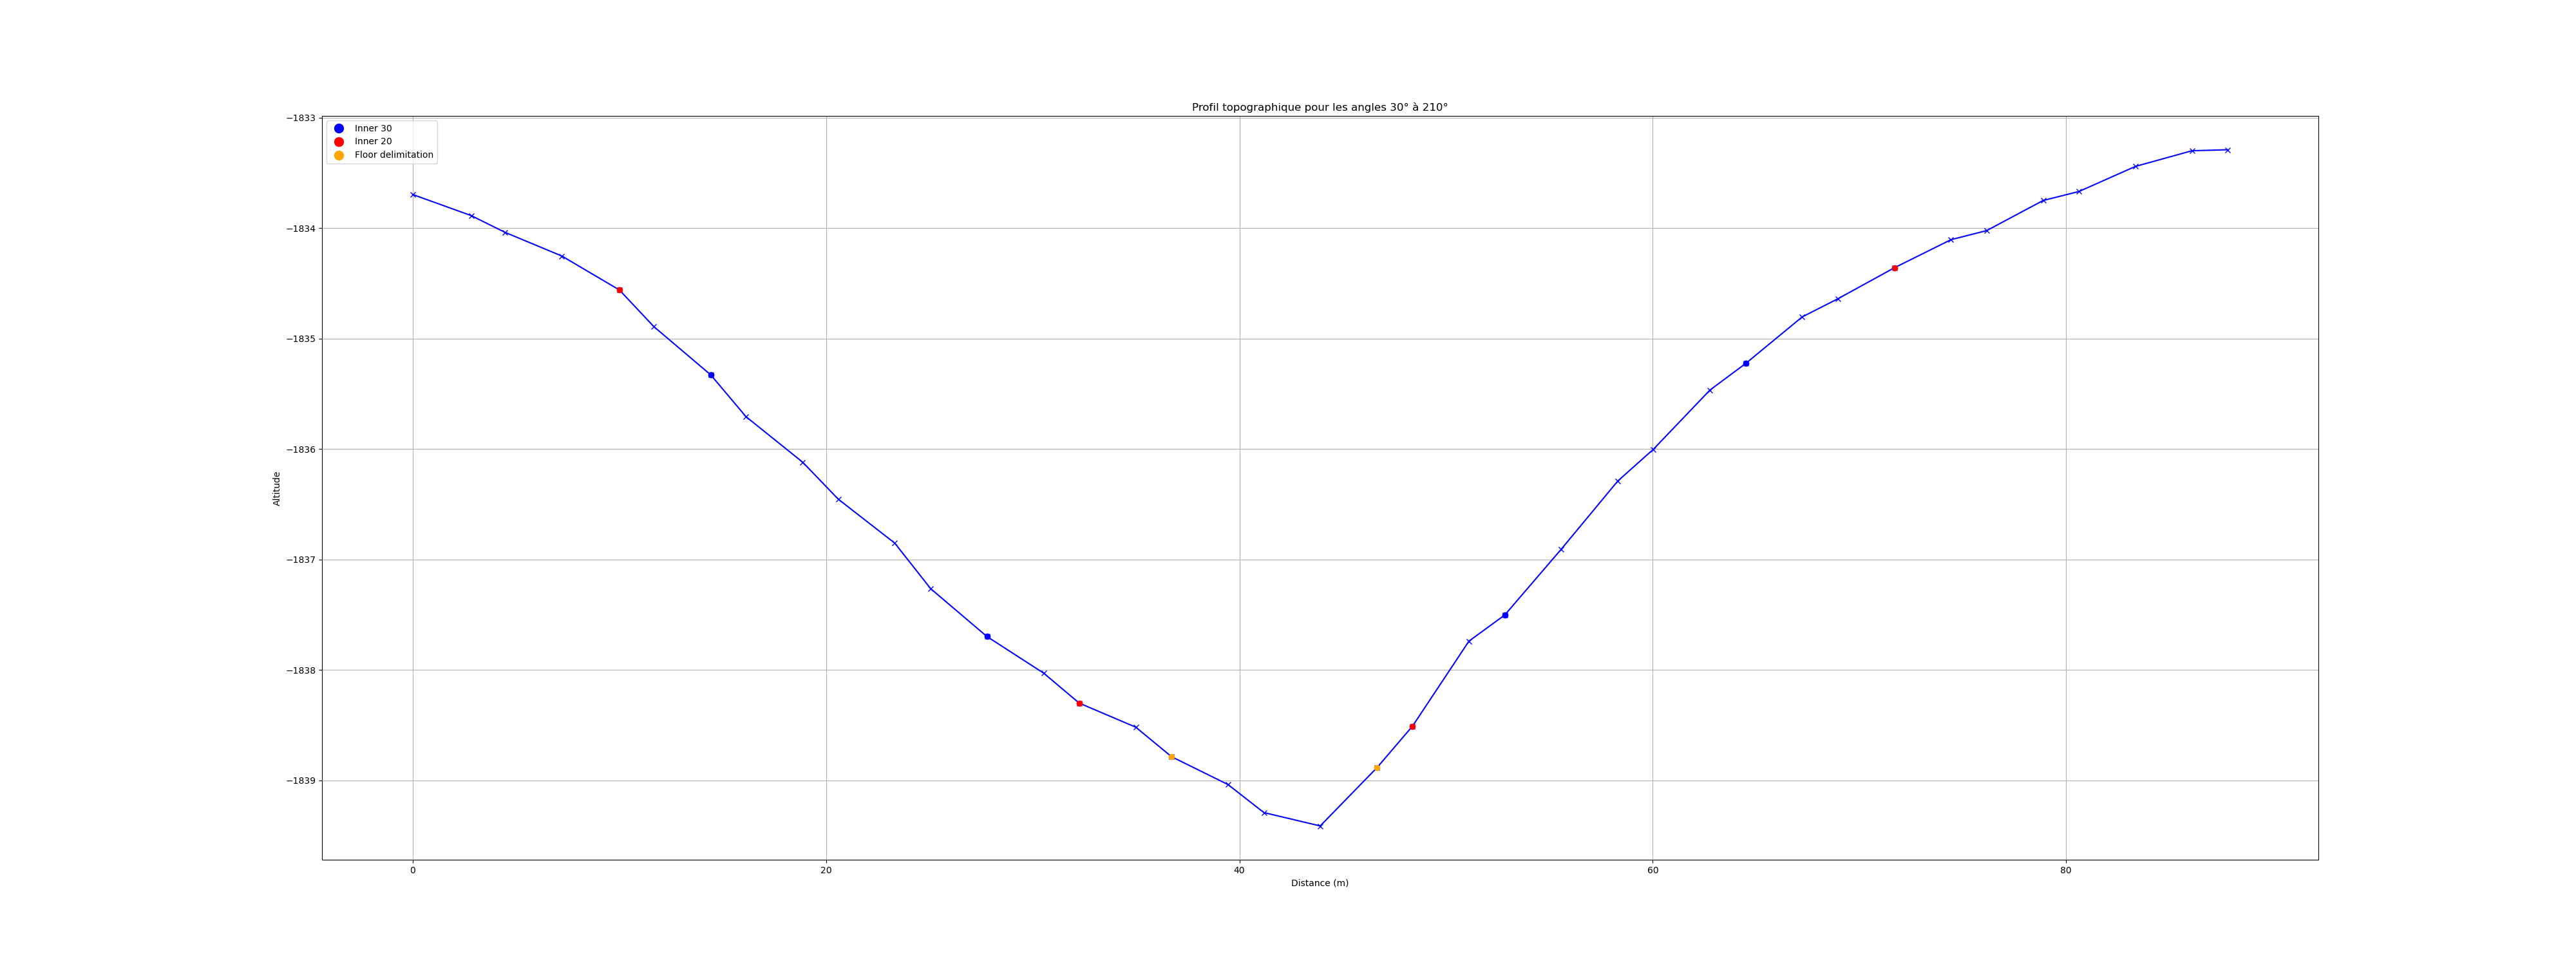 Profil topographique pour les angles 30° à 210°
Inner 30
Inner 20
Floor delimitation
−1833
−1834
−1835
−1836
−1837
−1838
−1839
Altitude
0
20
40
60
80
Distance (m)